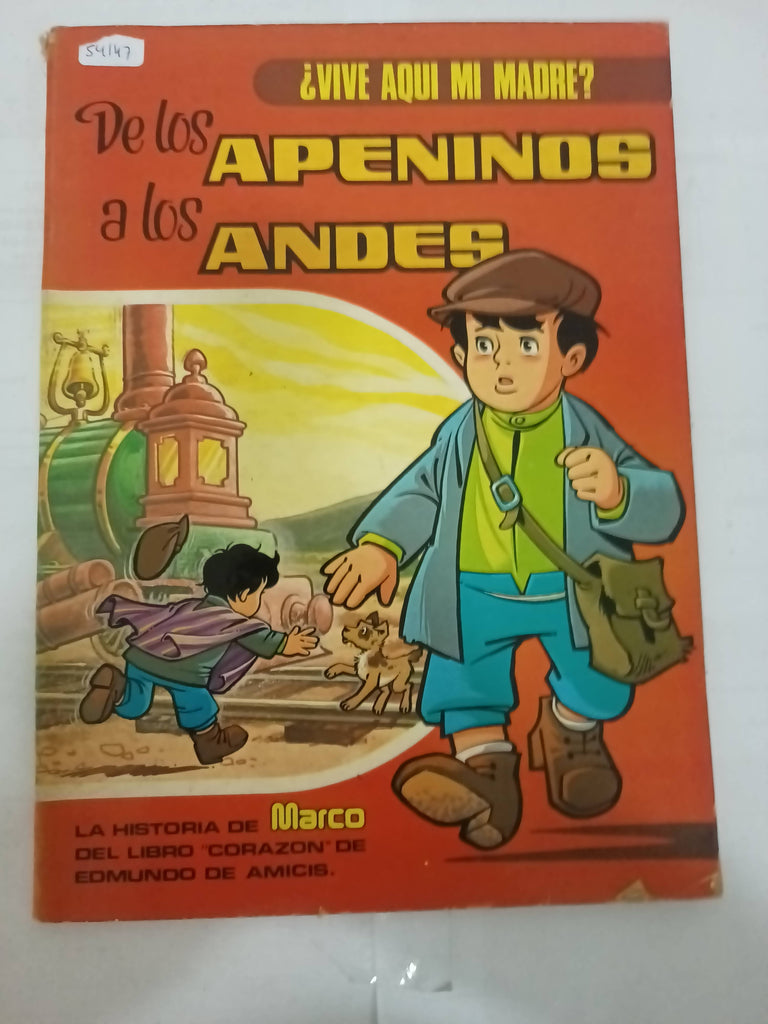 54147
¿VIVE AQUI MI MADRE?
De los
APENINOS
a los
ANDES
LA HISTORIA DE Marco
DEL LIBRO "CORAZON" DE
EDMUNDO DE AMICIS.